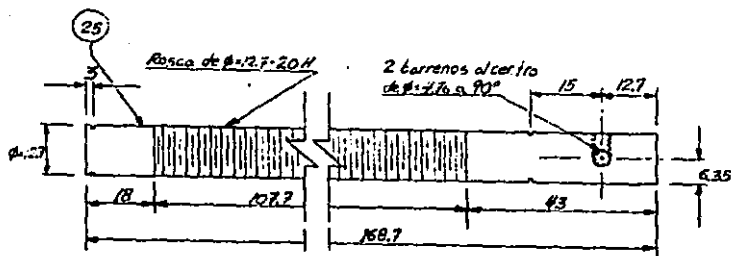 25
3
Rosca de φ=12.7-20H
2 barrenos al centro
de φ=4.76 a 90°
15
12.7
φ12.7
6.35
18
107.7
43
168.7